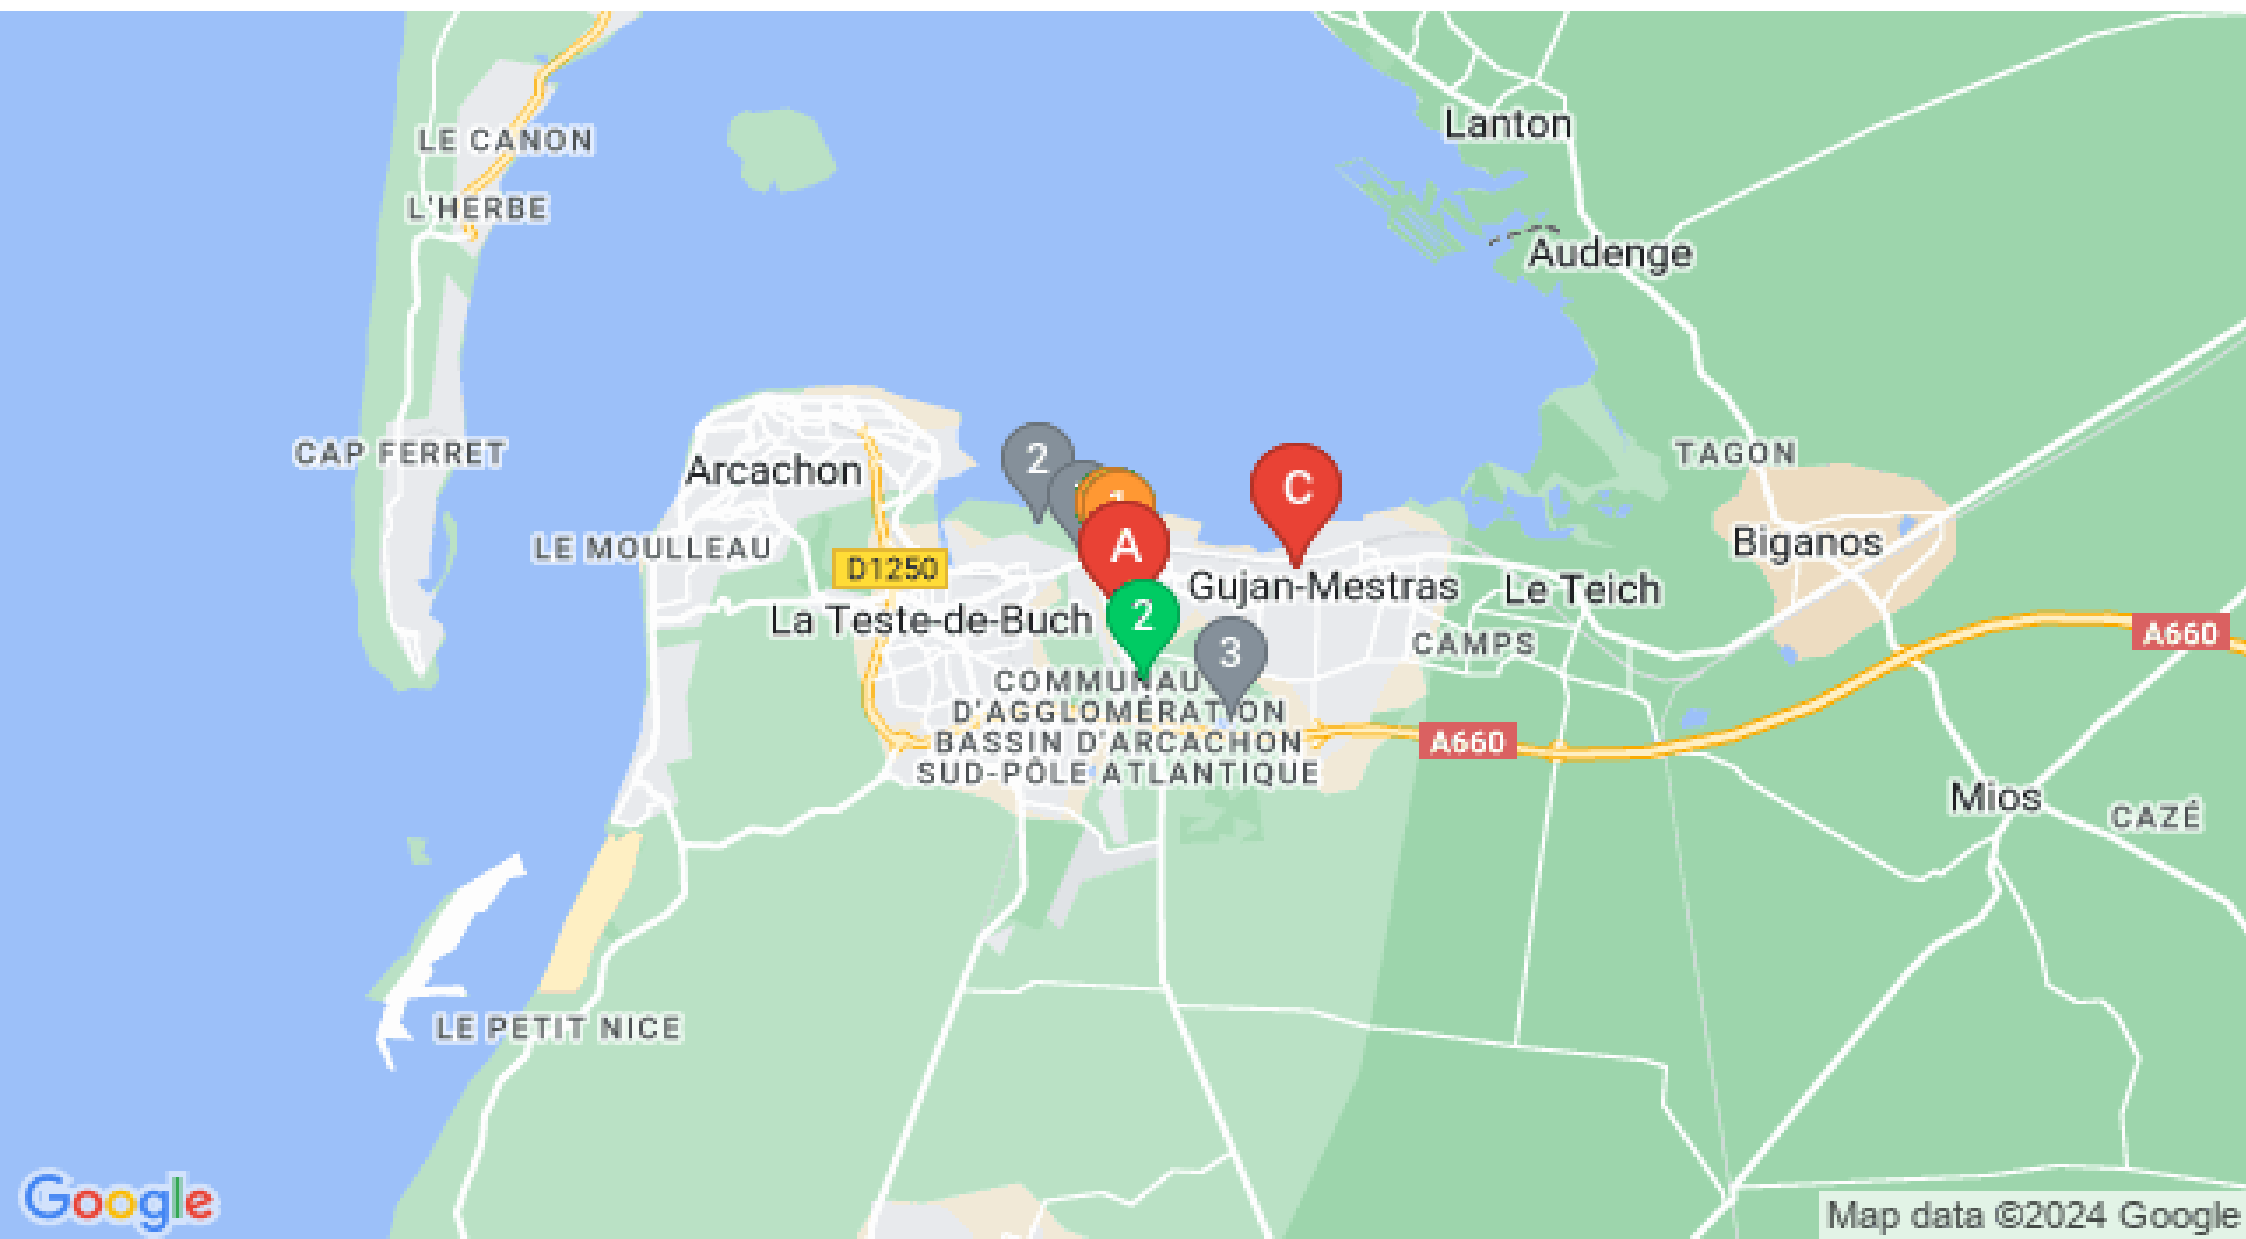 Lanton
LE CANON
L'HERBE
Audenge
CAP FERRET
Arcachon
2
1
C
TAGON
LE MOULLEAU
D1250
A
Biganos
Gujan-Mestras
Le Teich
La Teste-de-Buch
2
3
CAMPS
A660
COMMUNAU
D'AGGLOMÉRATION
BASSIN D'ARCACHON
SUD-PÔLE ATLANTIQUE
A660
Mios
CAZÉ
LE PETIT NICE
Google
Map data ©2024 Google